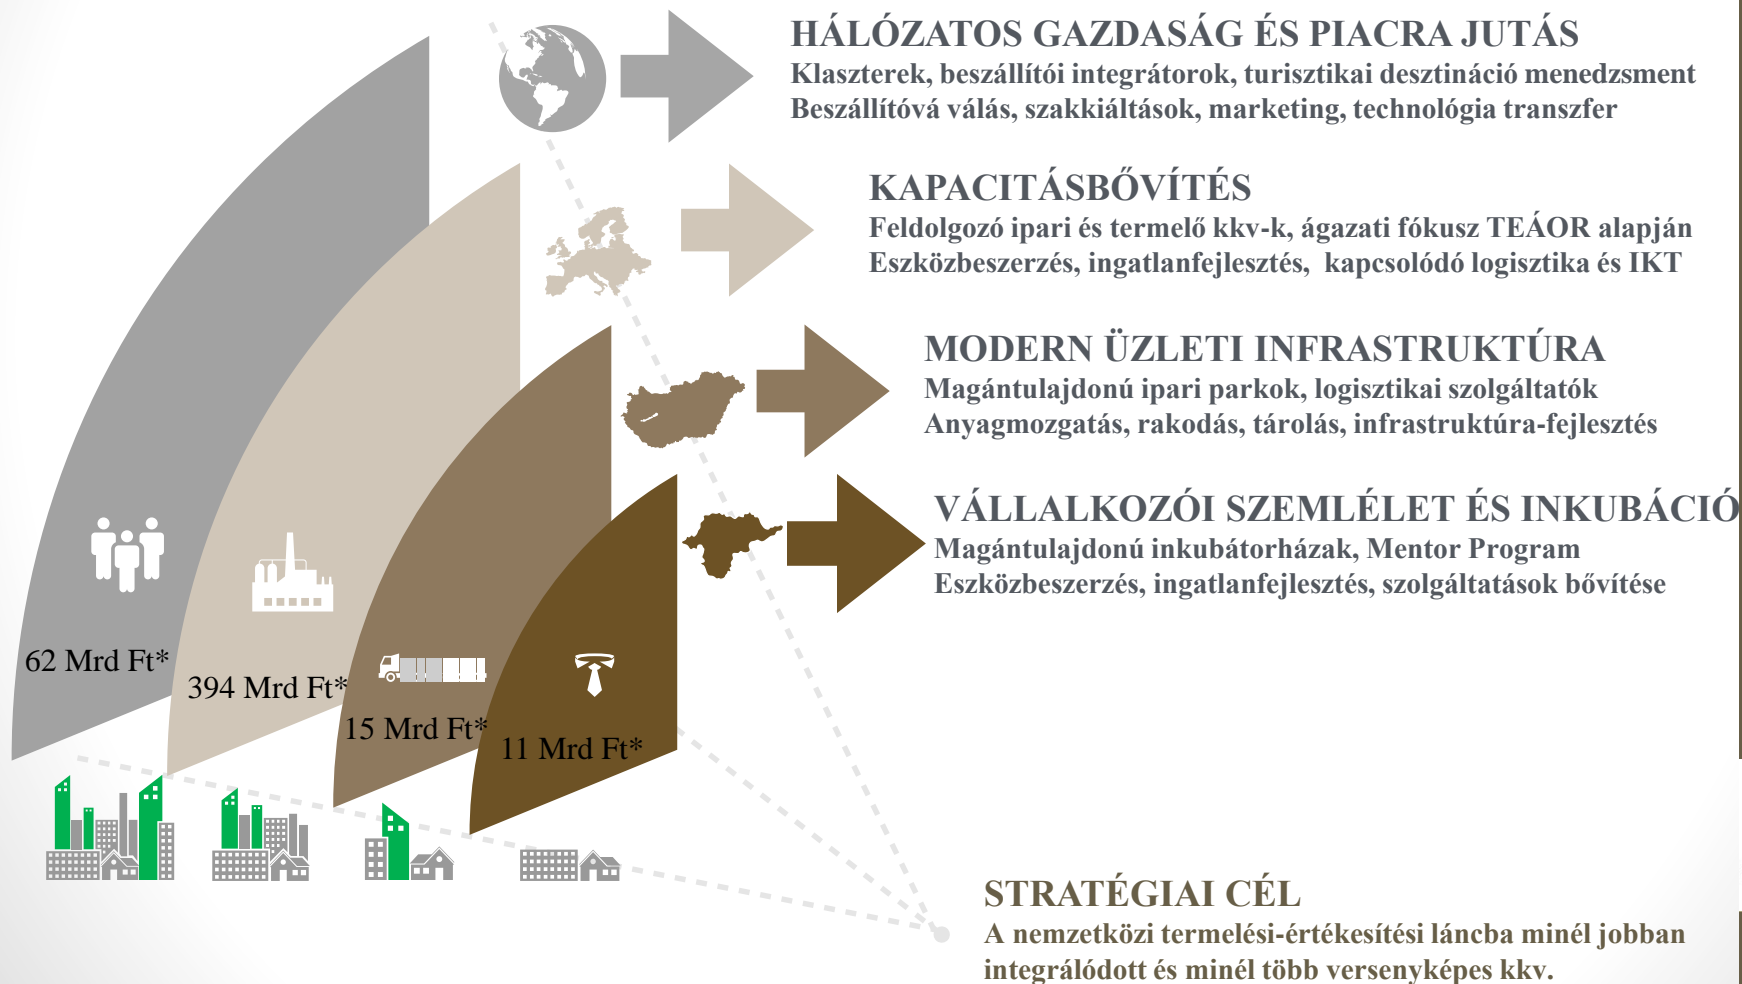 HÁLÓZATOS GAZDASÁG ÉS PIACRA JUTÁS
Klaszterek, beszállítói integrátorok, turisztikai desztináció menedzsment
Beszállítóvá válás, szakkiáltások, marketing, technológia transzfer
KAPACITÁSBŐVÍTÉS
Feldolgozó ipari és termelő kkv-k, ágazati fókusz TEÁOR alapján
Eszközbeszerzés, ingatlanfejlesztés, kapcsolódó logisztika és IKT
MODERN ÜZLETI INFRASTRUKTÚRA
Magántulajdonú ipari parkok, logisztikai szolgáltatók
Anyagmozgatás, rakodás, tárolás, infrastruktúra-fejlesztés
VÁLLALKOZÓI SZEMLÉLET ÉS INKUBÁCIÓ
Magántulajdonú inkubátorházak, Mentor Program
Eszközbeszerzés, ingatlanfejlesztés, szolgáltatások bővítése
62 Mrd Ft*
394 Mrd Ft*
15 Mrd Ft*
11 Mrd Ft*
STRATÉGIAI CÉL
A nemzetközi termelési-értékesítési láncba minél jobban
integrálódott és minél több versenyképes kkv.